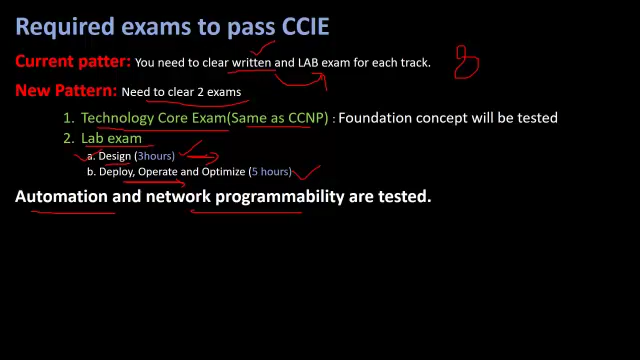 Required exams to pass CCIE
Current patter: You need to clear written and LAB exam for each track.
New Pattern: Need to clear 2 exams
1. Technology Core Exam(Same as CCNP) : Foundation concept will be tested
2. Lab exam
a. Design (3hours)
b. Deploy, Operate and Optimize (5 hours)
Automation and network programmability are tested.